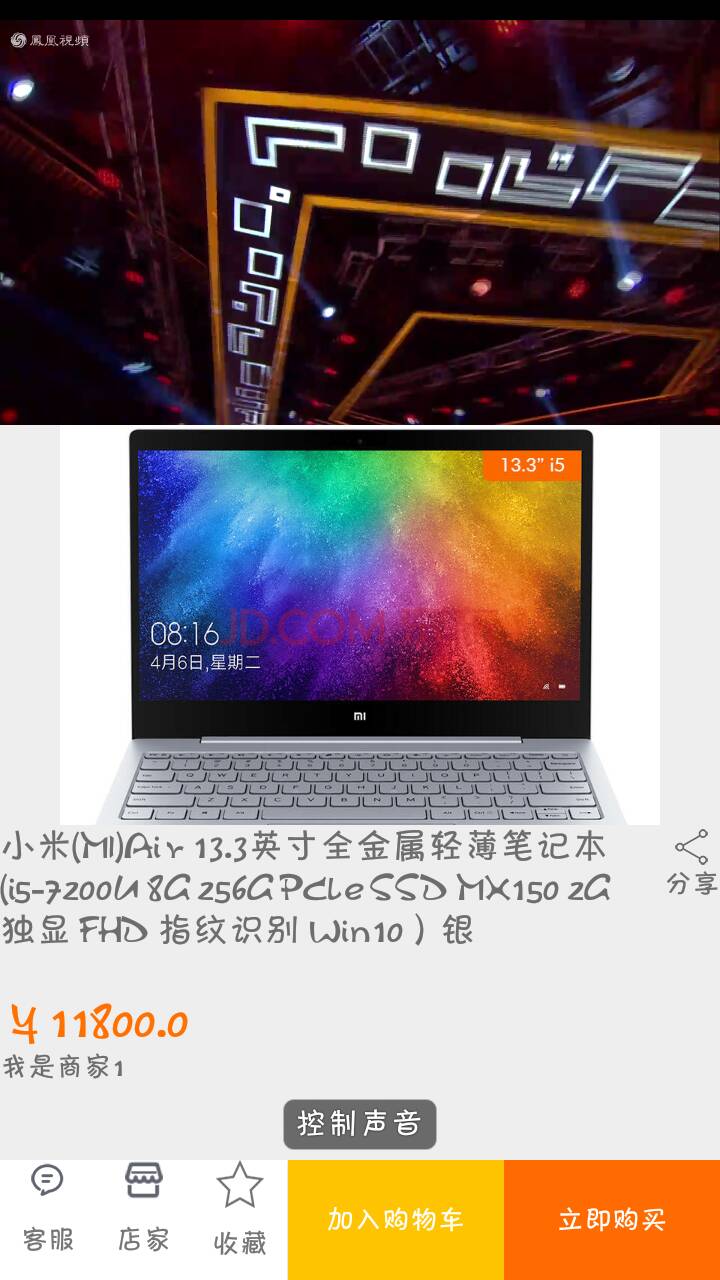 鳳凰視頻
13.3” i5
08:16
JD.COM
4月6日,星期二
mi
小米(MI)Air 13.3英寸全金属轻薄笔记本
(i5-7200U 8G 256G PCLe SSD MX150 2G
独显 FHD 指纹识别 Win10 ）银
分享
¥ 11800.0
我是商家1
控制声音
客服
店家
收藏
加入购物车
立即购买